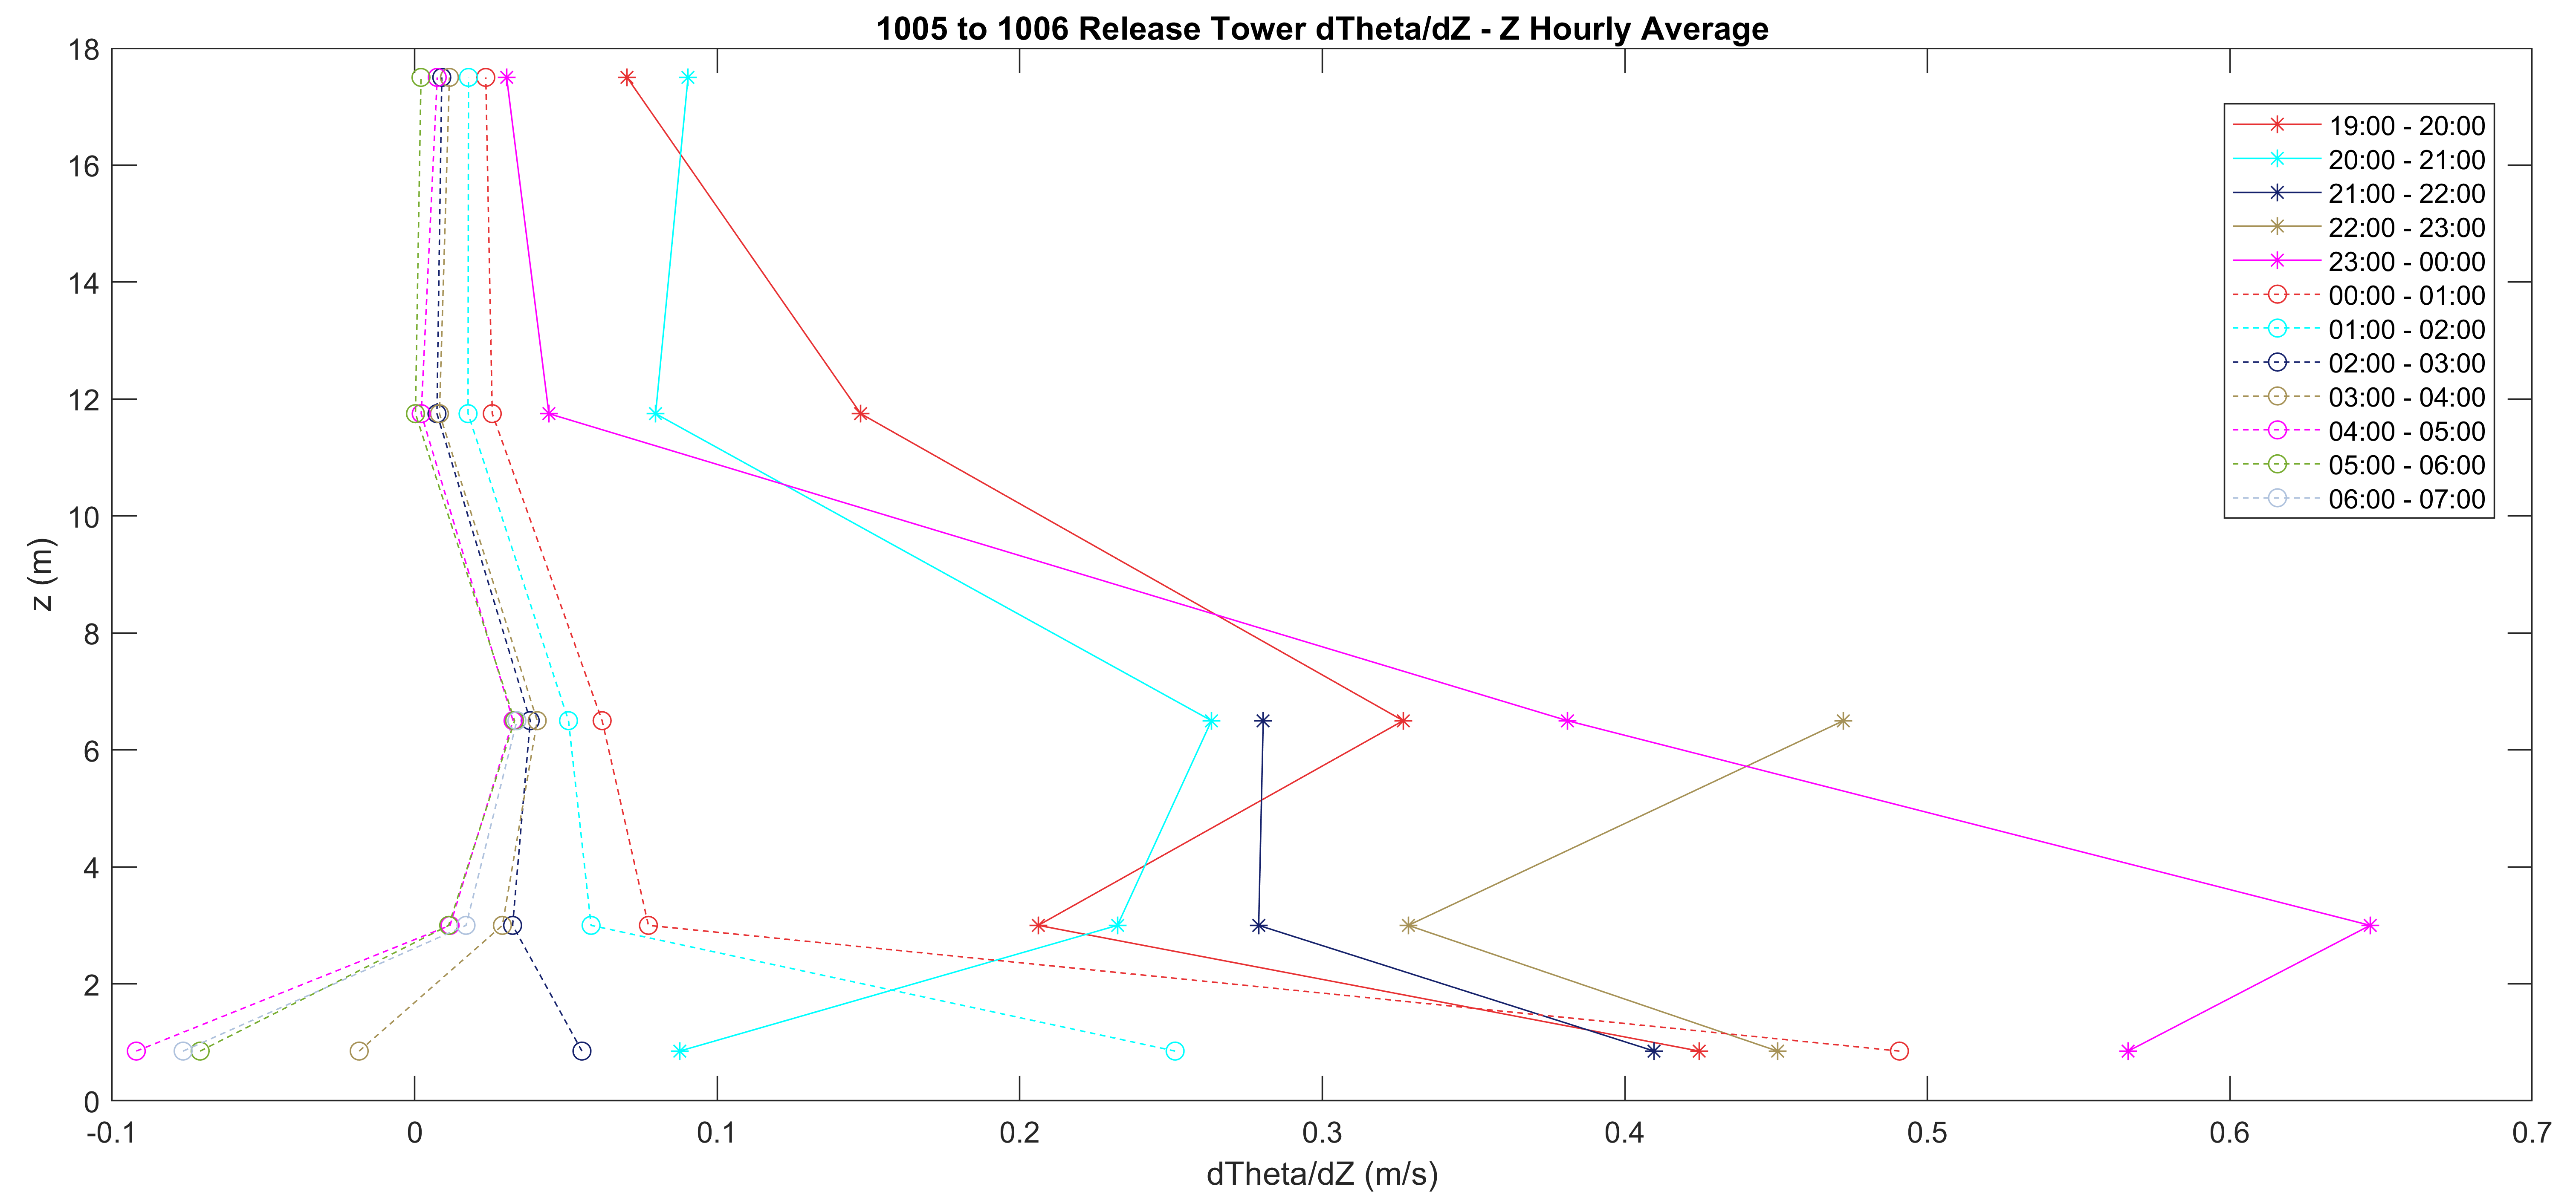 1005 to 1006 Release Tower dTheta/dZ - Z Hourly Average
18
16
14
12
10
8
6
4
2
0
z (m)
19:00 - 20:00
20:00 - 21:00
21:00 - 22:00
22:00 - 23:00
23:00 - 00:00
00:00 - 01:00
01:00 - 02:00
02:00 - 03:00
03:00 - 04:00
04:00 - 05:00
05:00 - 06:00
06:00 - 07:00
-0.1 0 0.1 0.2 0.3 0.4 0.5 0.6 0.7
dTheta/dZ (m/s)